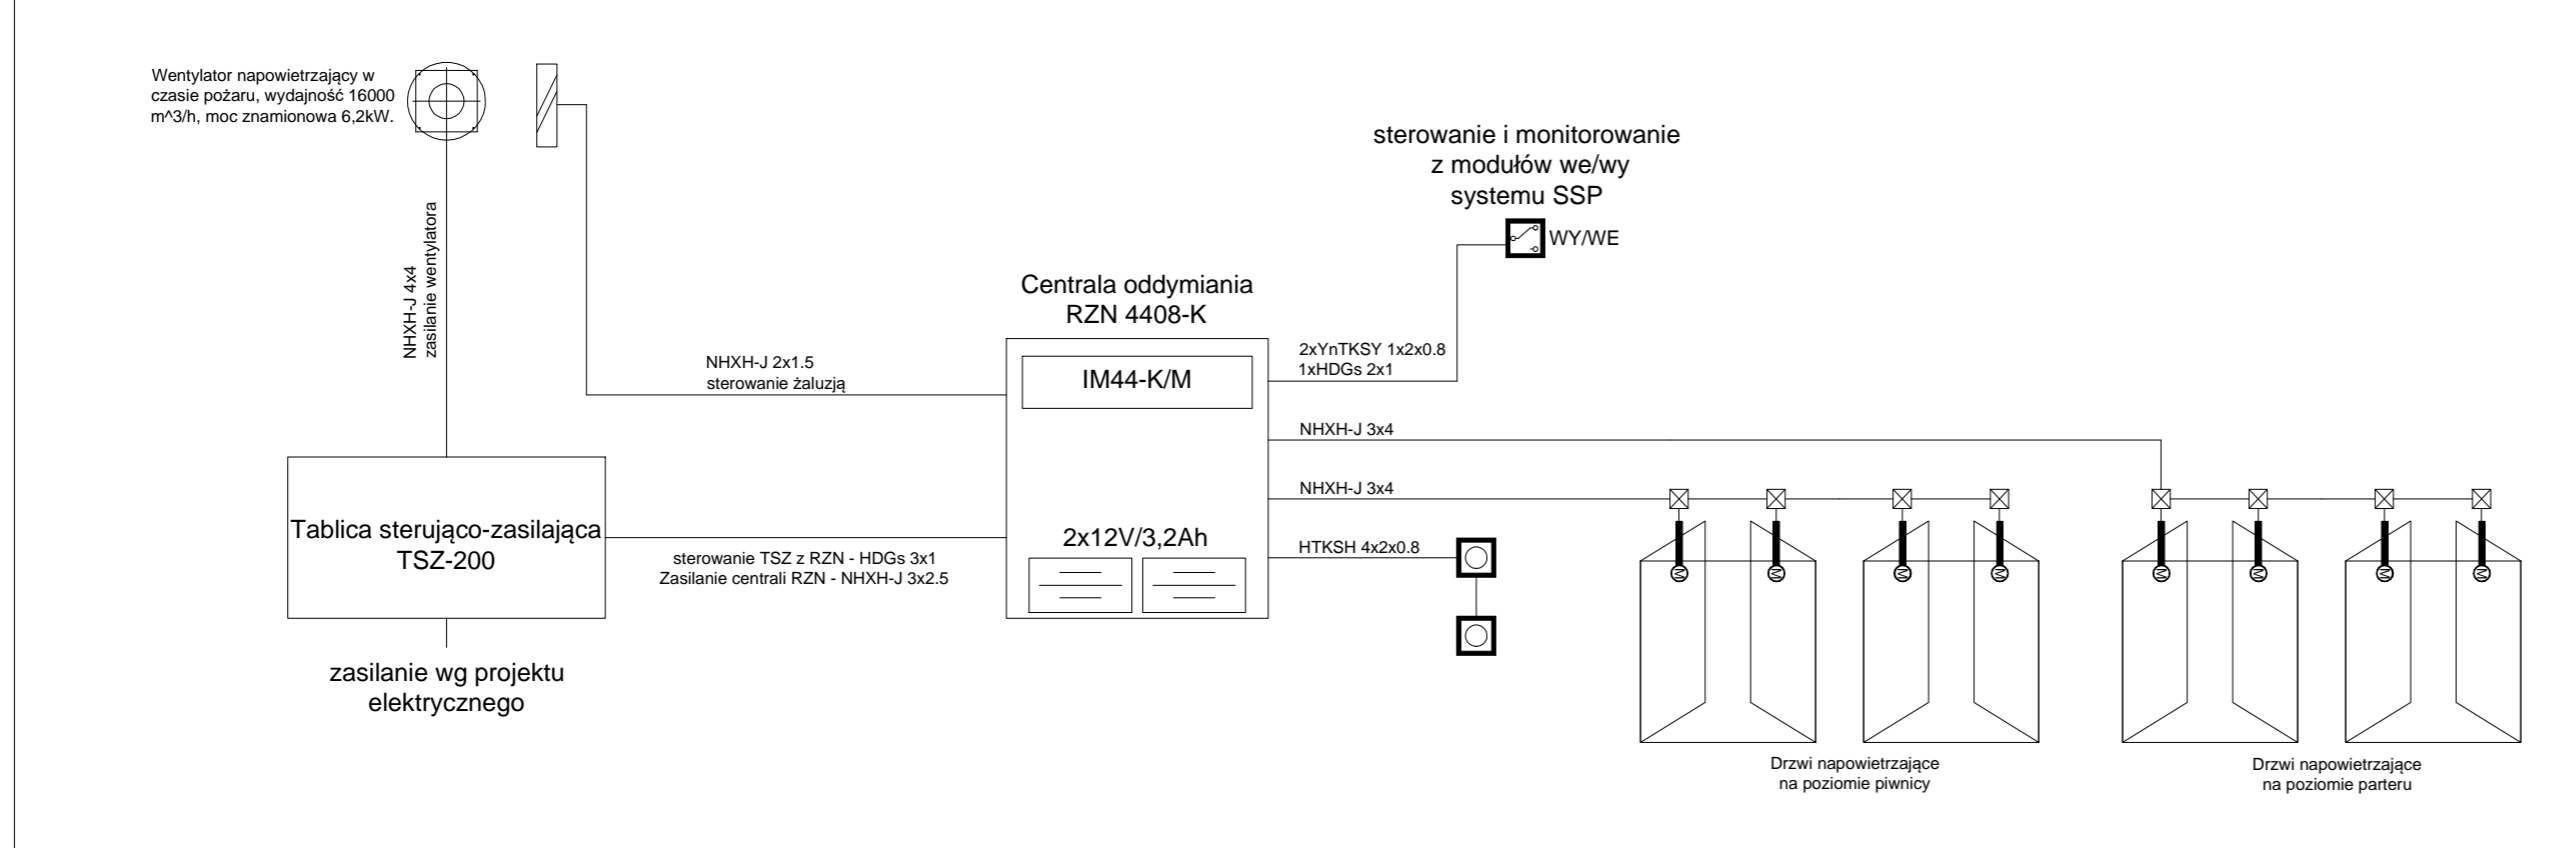 Wentylator napowietrzający w
czasie pożaru, wydajność 16000
m^3/h, moc znamionowa 6,2kW.
NHXH-J 4x4
zasilanie wentylatora
NHXH-J 2x1.5
sterowanie żaluzją
Tablica sterująco-zasilająca
TSZ-200
zasilanie wg projektu
elektrycznego
sterowanie TSZ z RZN - HDGs 3x1
Zasilanie centrali RZN - NHXH-J 3x2.5
Centrala oddymiania
RZN 4408-K
IM44-K/M
2x12V/3,2Ah
sterowanie i monitorowanie
z modułów we/wy
systemu SSP
WY/WE
2xYnTKSY 1x2x0.8
1xHDGs 2x1
NHXH-J 3x4
NHXH-J 3x4
HTKSH 4x2x0.8
M M M M M M M M
Drzwi napowietrzające
na poziomie piwnicy
Drzwi napowietrzające
na poziomie parteru